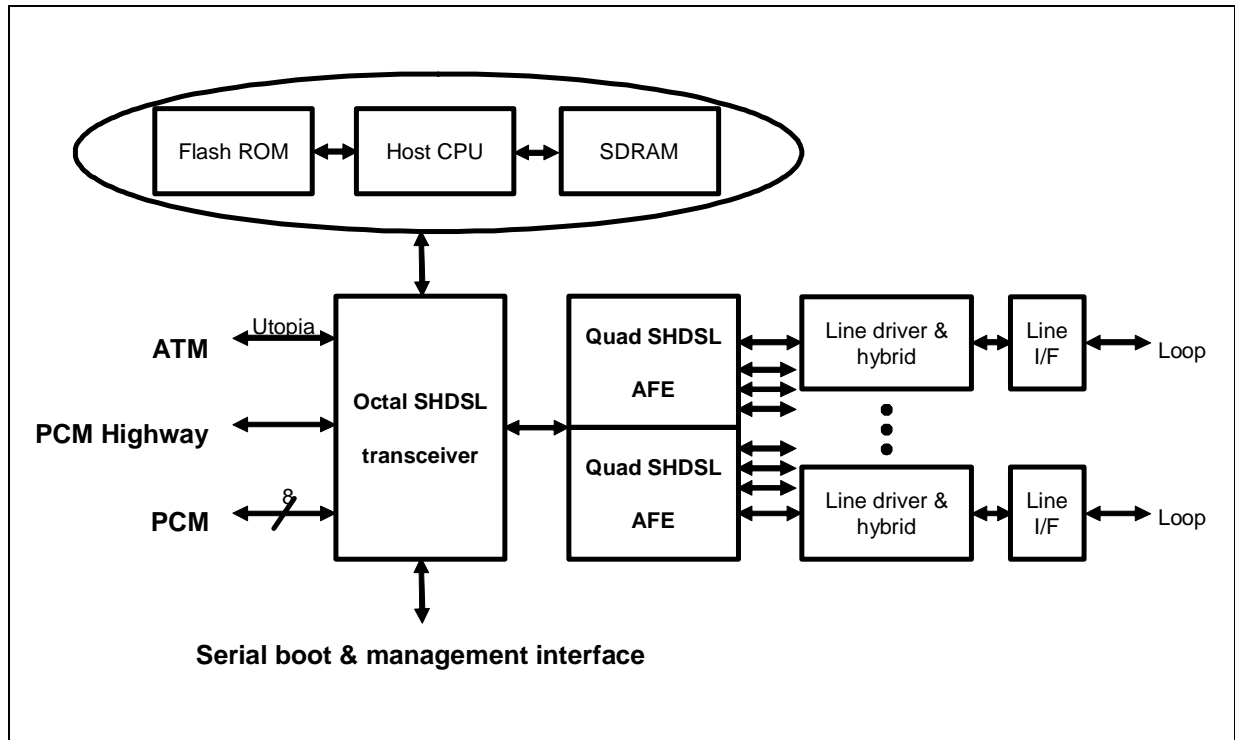 Flash ROM
Host CPU
SDRAM
Utopia
ATM
PCM Highway
8
PCM
Octal SHDSL
transceiver
Quad SHDSL
AFE
Quad SHDSL
AFE
Line driver &
hybrid
Line
I/F
Loop
Line driver &
hybrid
Line
I/F
Loop
Serial boot & management interface